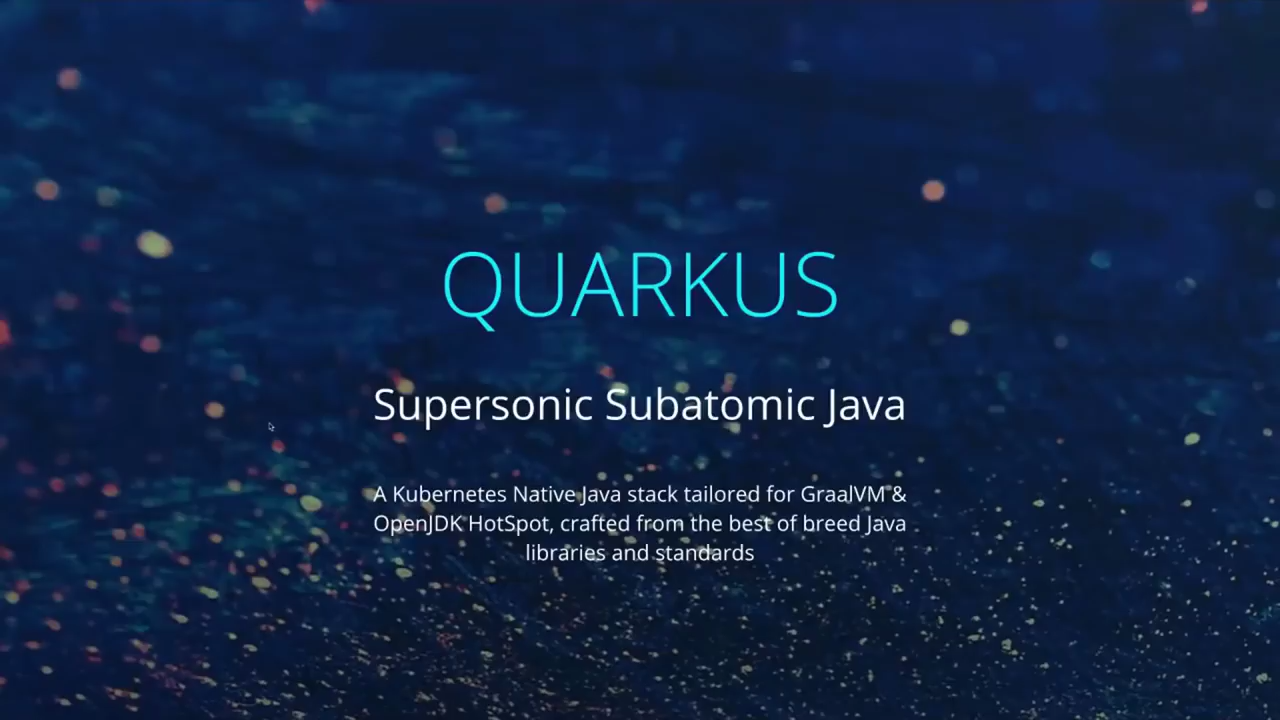 QUARKUS
Supersonic Subatomic Java
A Kubernetes Native Java stack tailored for GraalVM &
OpenJDK HotSpot, crafted from the best of breed Java
libraries and standards